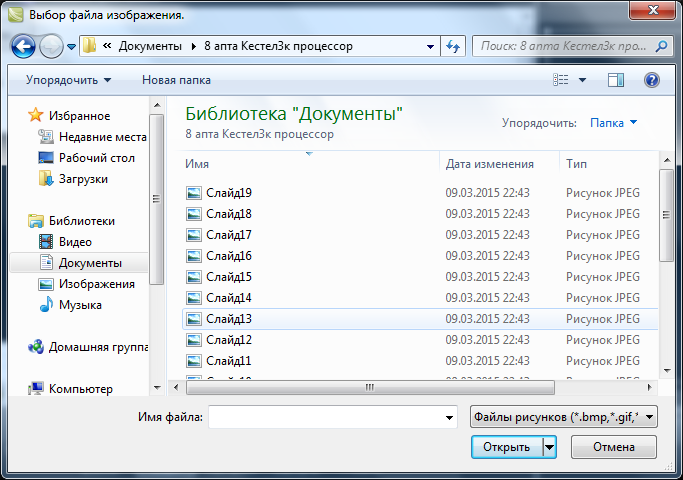 Выбор файла изображения.
« Документы ▸ 8 апта Кестел3к процессор
Поиск: 8 апта Кестел3к про...
Упорядочить
Новая папка
Избранное
Недавние места
Рабочий стол
Загрузки
Библиотеки
Видео
Документы
Изображения
Музыка
Домашняя группа
Компьютер
Библиотека "Документы"
8 апта Кестел3к процессор
Упорядочить: Папка
Имя Дата изменения Тип
Слайд19 09.03.2015 22:43 Рисунок JPEG
Слайд18 09.03.2015 22:43 Рисунок JPEG
Слайд17 09.03.2015 22:43 Рисунок JPEG
Слайд16 09.03.2015 22:43 Рисунок JPEG
Слайд15 09.03.2015 22:43 Рисунок JPEG
Слайд14 09.03.2015 22:43 Рисунок JPEG
Слайд13 09.03.2015 22:43 Рисунок JPEG
Слайд12 09.03.2015 22:43 Рисунок JPEG
Слайд11 09.03.2015 22:43 Рисунок JPEG
Имя файла:
Файлы рисунков (*.bmp,*.gif,*
Открыть
Отмена